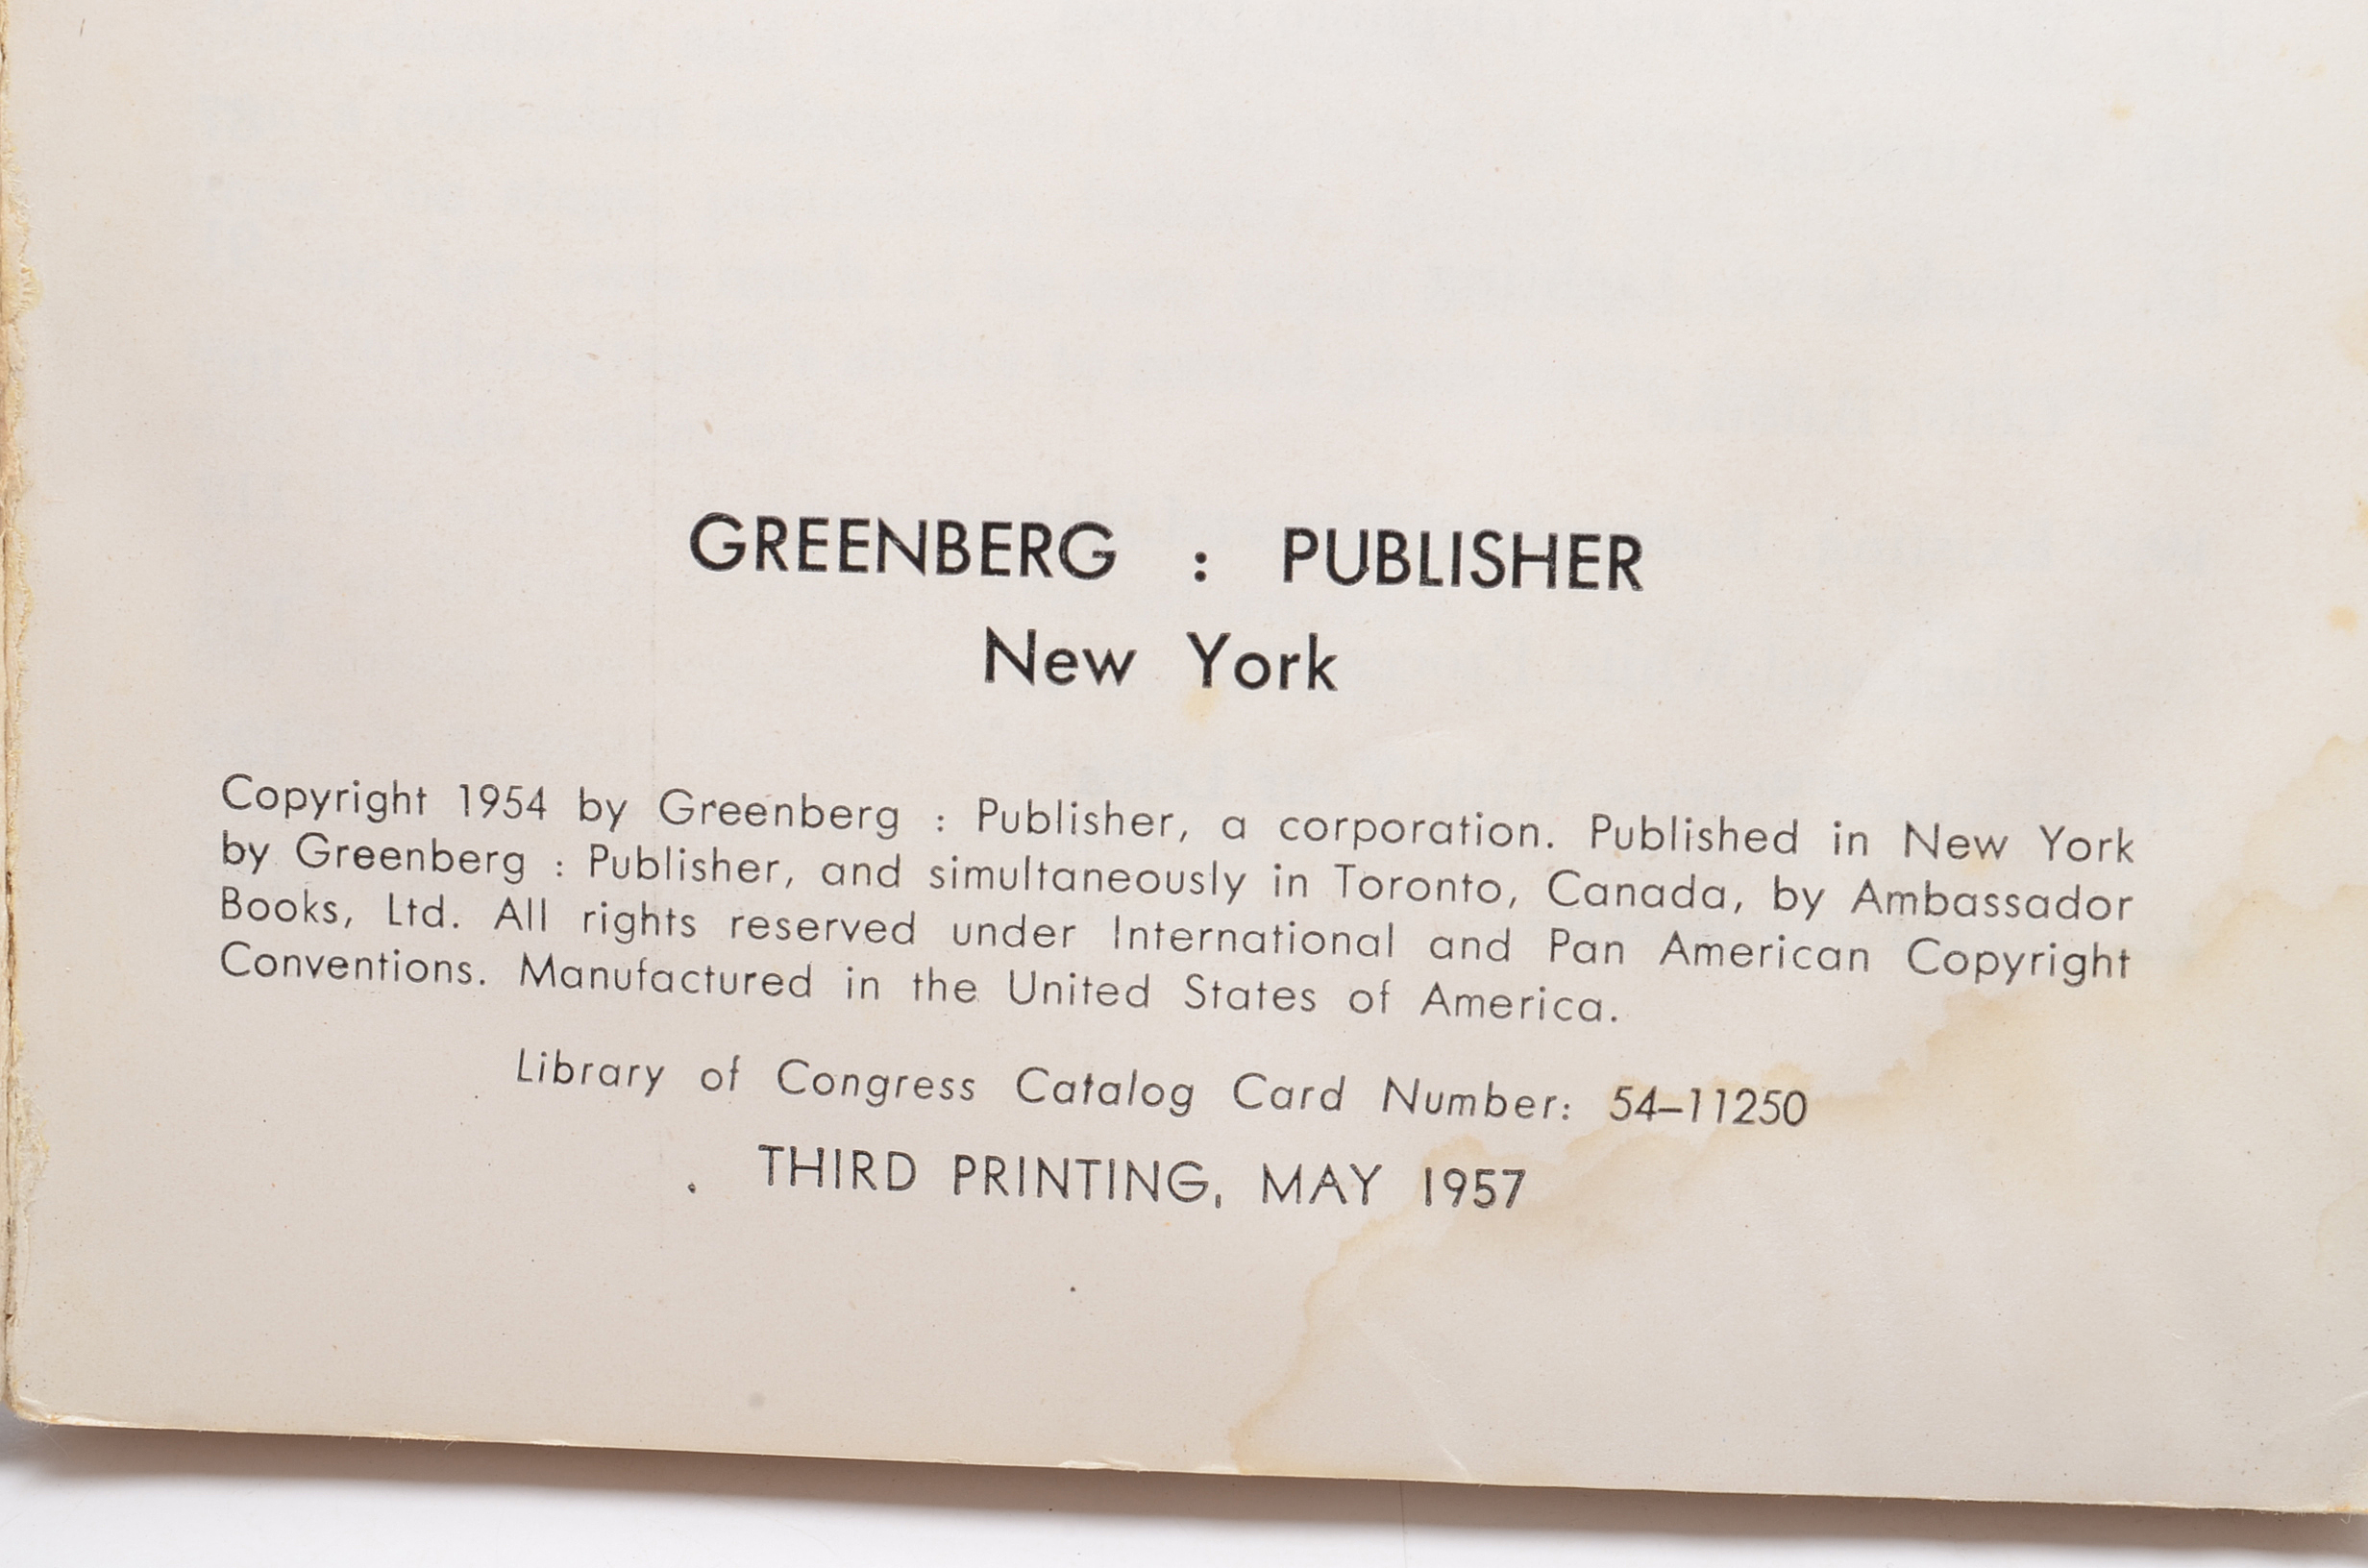 GREENBERG : PUBLISHER
New York
Copyright 1954 by Greenberg : Publisher, a corporation. Published in New York
by Greenberg : Publisher, and simultaneously in Toronto, Canada, by Ambassador
Books, Ltd. All rights reserved under International and Pan American Copyright
Conventions. Manufactured in the United States of America.
Library of Congress Catalog Card Number: 54–11250
THIRD PRINTING, MAY 1957